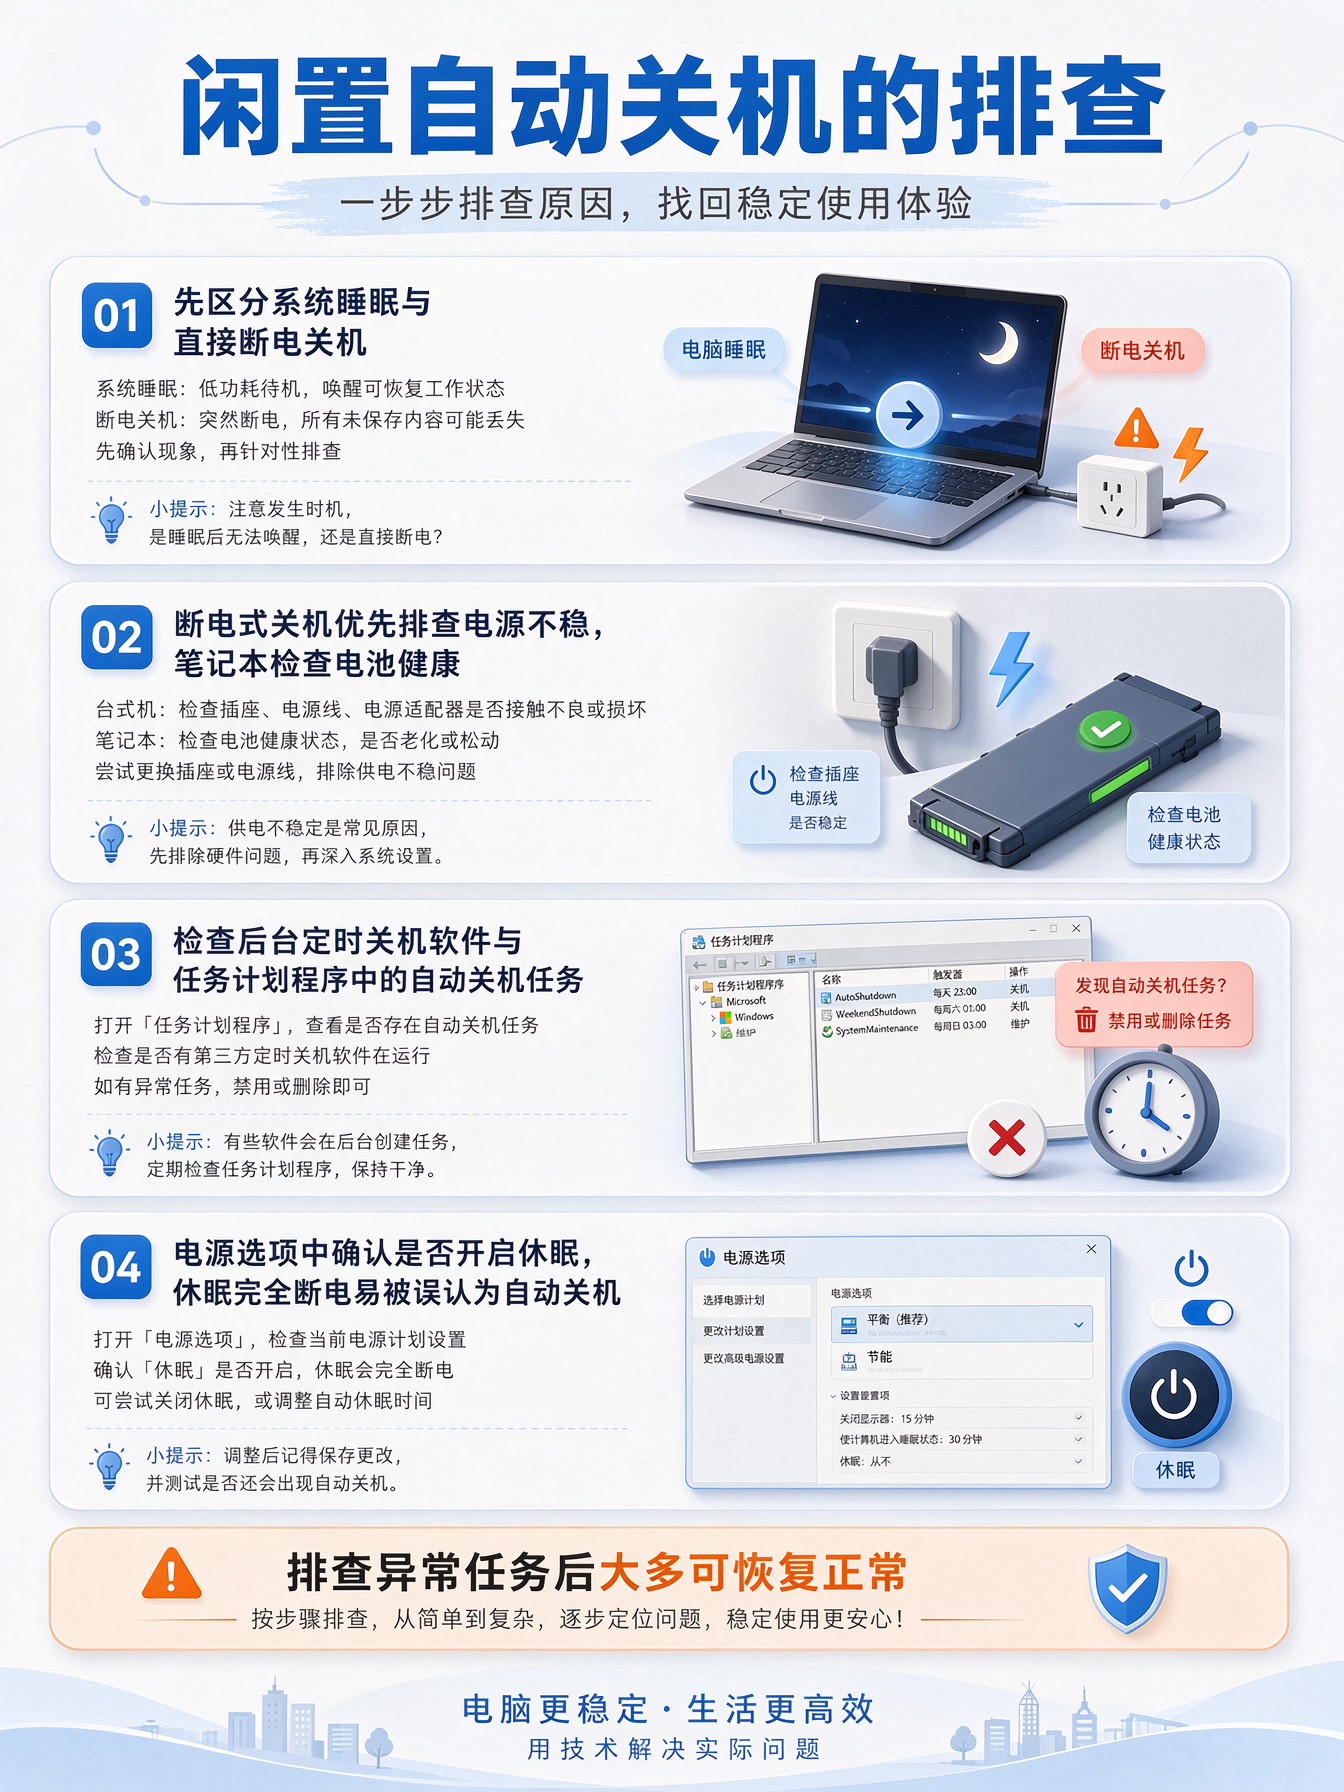 闲置自动关机的排查
一步步排查原因，找回稳定使用体验
01
先区分系统睡眠与
直接断电关机
系统睡眠：低功耗待机，唤醒可恢复工作状态
断电关机：突然断电，所有未保存内容可能丢失
先确认现象，再针对性排查
小提示：注意发生时机，
是睡眠后无法唤醒，还是直接断电？
电脑睡眠
断电关机
02
断电式关机优先排查电源不稳，
笔记本检查电池健康
台式机：检查插座、电源线、电源适配器是否接触不良或损坏
笔记本：检查电池健康状态，是否老化或松动
尝试更换插座或电源线，排除供电不稳问题
小提示：供电不稳定是常见原因，
先排除硬件问题，再深入系统设置。
检查插座
电源线
是否稳定
检查电池
健康状态
03
检查后台定时关机软件与
任务计划程序中的自动关机任务
打开「任务计划程序」，查看是否存在自动关机任务
检查是否有第三方定时关机软件在运行
如有异常任务，禁用或删除即可
小提示：有些软件会在后台创建任务，
定期检查任务计划程序，保持干净。
任务计划程序
任务计划程序序
Microsoft
Windows
维护
名称 触发器 操作
AutoShutdown 每天 23:00 关机
WeekendShutdown 每周六 01:00 关机
SystemMaintenance 每周日 03.00 维护
发现自动关机任务？
禁用或删除任务
04
电源选项中确认是否开启休眠，
休眠完全断电易被误认为自动关机
打开「电源选项」，检查当前电源计划设置
确认「休眠」是否开启，休眠会完全断电
可尝试关闭休眠，或调整自动休眠时间
小提示：调整后记得保存更改，
并测试是否还会出现自动关机。
电源选项
选择电源计划
更改计划设置
更改高级电源设置
电源选项
平衡（推荐）
节能
关闭显示器：15 分钟
使计算机进入睡眠状态：30 分钟
休眠：从不
休眠
排查异常任务后大多可恢复正常
按步骤排查，从简单到复杂，逐步定位问题，稳定使用更安心！
电脑更稳定·生活更高效
用技术解决实际问题